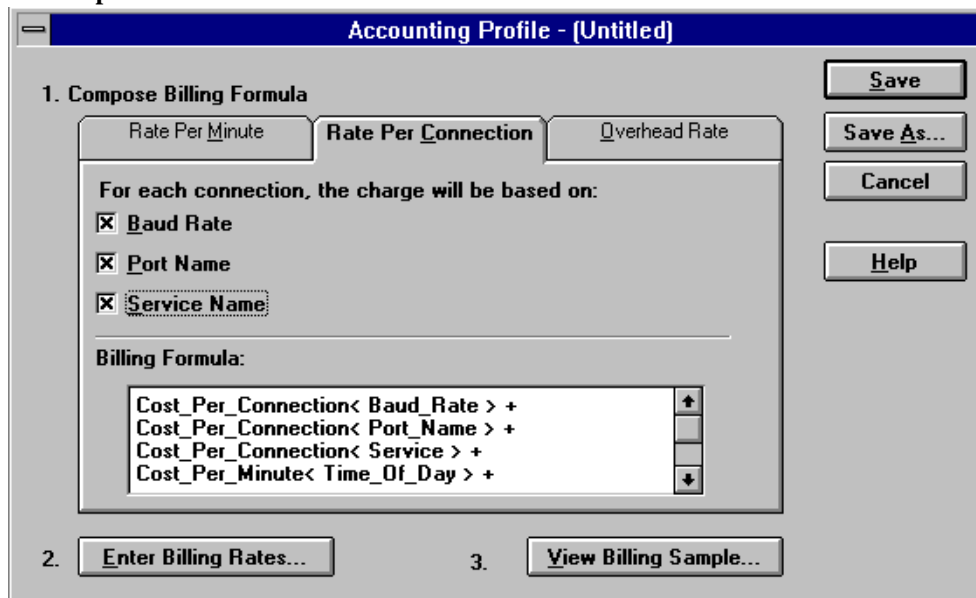 Accounting Profile - (Untitled)
1. Compose Billing Formula
Rate Per Minute
Rate Per Connection
Overhead Rate
For each connection, the charge will be based on:
Baud Rate
Port Name
Service Name
Billing Formula:
Cost_Per_Connection< Baud_Rate > +
Cost_Per_Connection< Port_Name > +
Cost_Per_Connection< Service > +
Cost_Per_Minute< Time_Of_Day > +
2. Enter Billing Rates...
3. View Billing Sample...
Save
Save As...
Cancel
Help